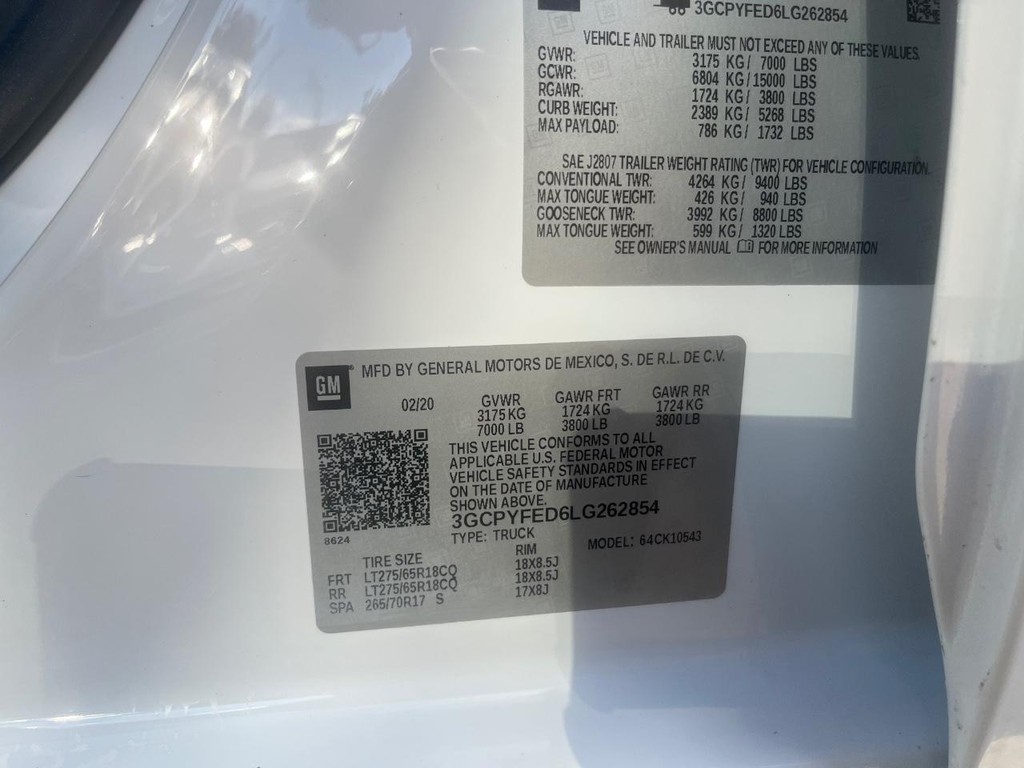 3GCPYFED6LG262854
VEHICLE AND TRAILER MUST NOT EXCEED ANY OF THESE VALUES.
GVWR: 3175 KG/ 7000 LBS
GCWR: 6804 KG/ 15000 LBS
RGAWR: 1724 KG/ 3800 LBS
CURB WEIGHT: 2389 KG/ 5268 LBS
MAX PAYLOAD: 786 KG/ 1732 LBS
SAE J2807 TRAILER WEIGHT RATING (TWR) FOR VEHICLE CONFIGURATION.
CONVENTIONAL TWR: 4264 KG/ 9400 LBS
MAX TONGUE WEIGHT: 426 KG/ 940 LBS
GOOSENECK TWR: 3992 KG/ 8800 LBS
MAX TONGUE WEIGHT: 599 KG/ 1320 LBS
SEE OWNER'S MANUAL FOR MORE INFORMATION
GM MFD BY GENERAL MOTORS DE MEXICO, S. DE R.L. DE C.V.
02/20 GVWR GAWR FRT GAWR RR
3175 KG 1724 KG 1724 KG
7000 LB 3800 LB 3800 LB
THIS VEHICLE CONFORMS TO ALL
APPLICABLE U.S. FEDERAL MOTOR
VEHICLE SAFETY STANDARDS IN EFFECT
ON THE DATE OF MANUFACTURE
SHOWN ABOVE.
3GCPYFED6LG262854
8624 TYPE: TRUCK MODEL: 64CK10543
TIRE SIZE RIM
FRT LT275/65R18CQ 18X8.5J
RR LT275/65R18CQ 18X8.5J
SPA 265/70R17 S 17X8J